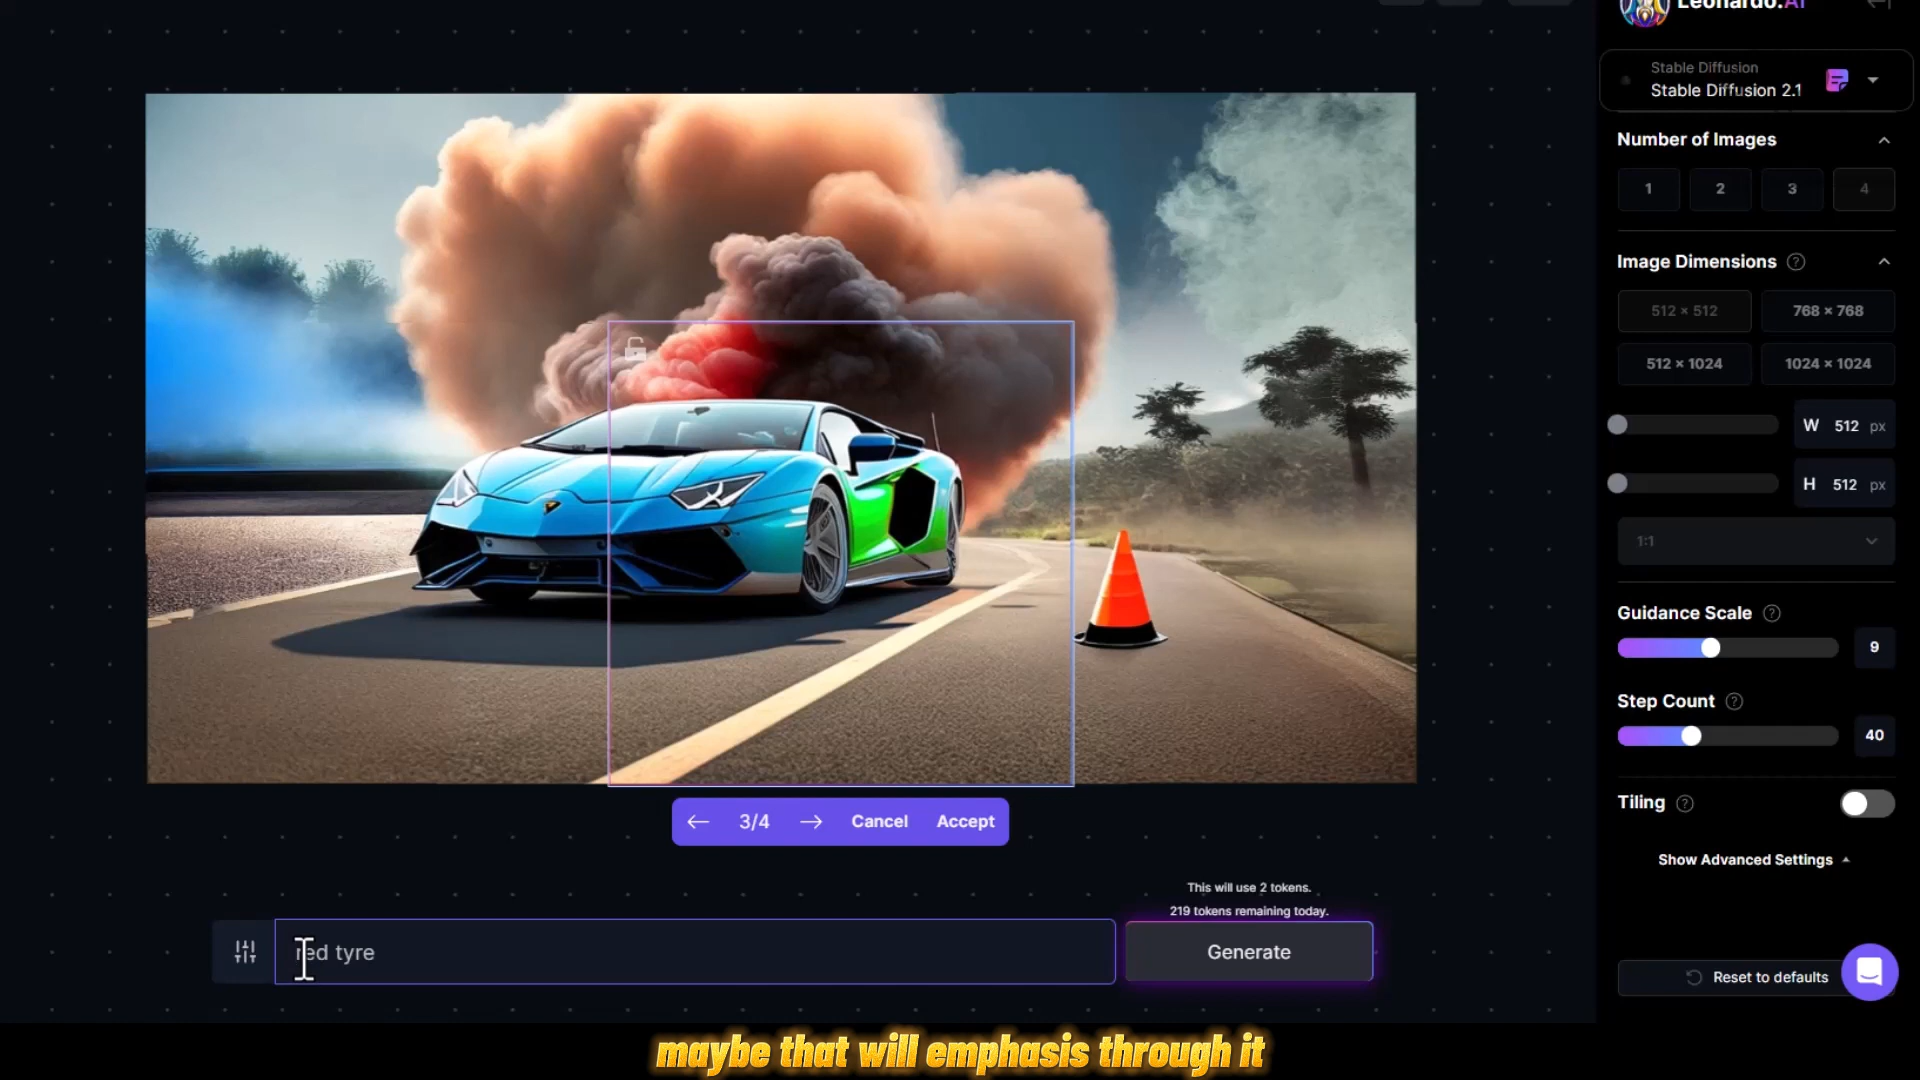 Leonardo.AI
Stable Diffusion
Stable Diffusion 2.1
Number of Images
1 2 3 4
Image Dimensions ?
512 × 512 768 × 768
512 × 1024 1024 × 1024
W 512 px
H 512 px
1:1
Guidance Scale ?
9
Step Count ?
40
Tiling ?
Show Advanced Settings
Reset to defaults
← 3/4 → Cancel Accept
This will use 2 tokens.
219 tokens remaining today.
red tyre
Generate
maybe that will emphasis through it